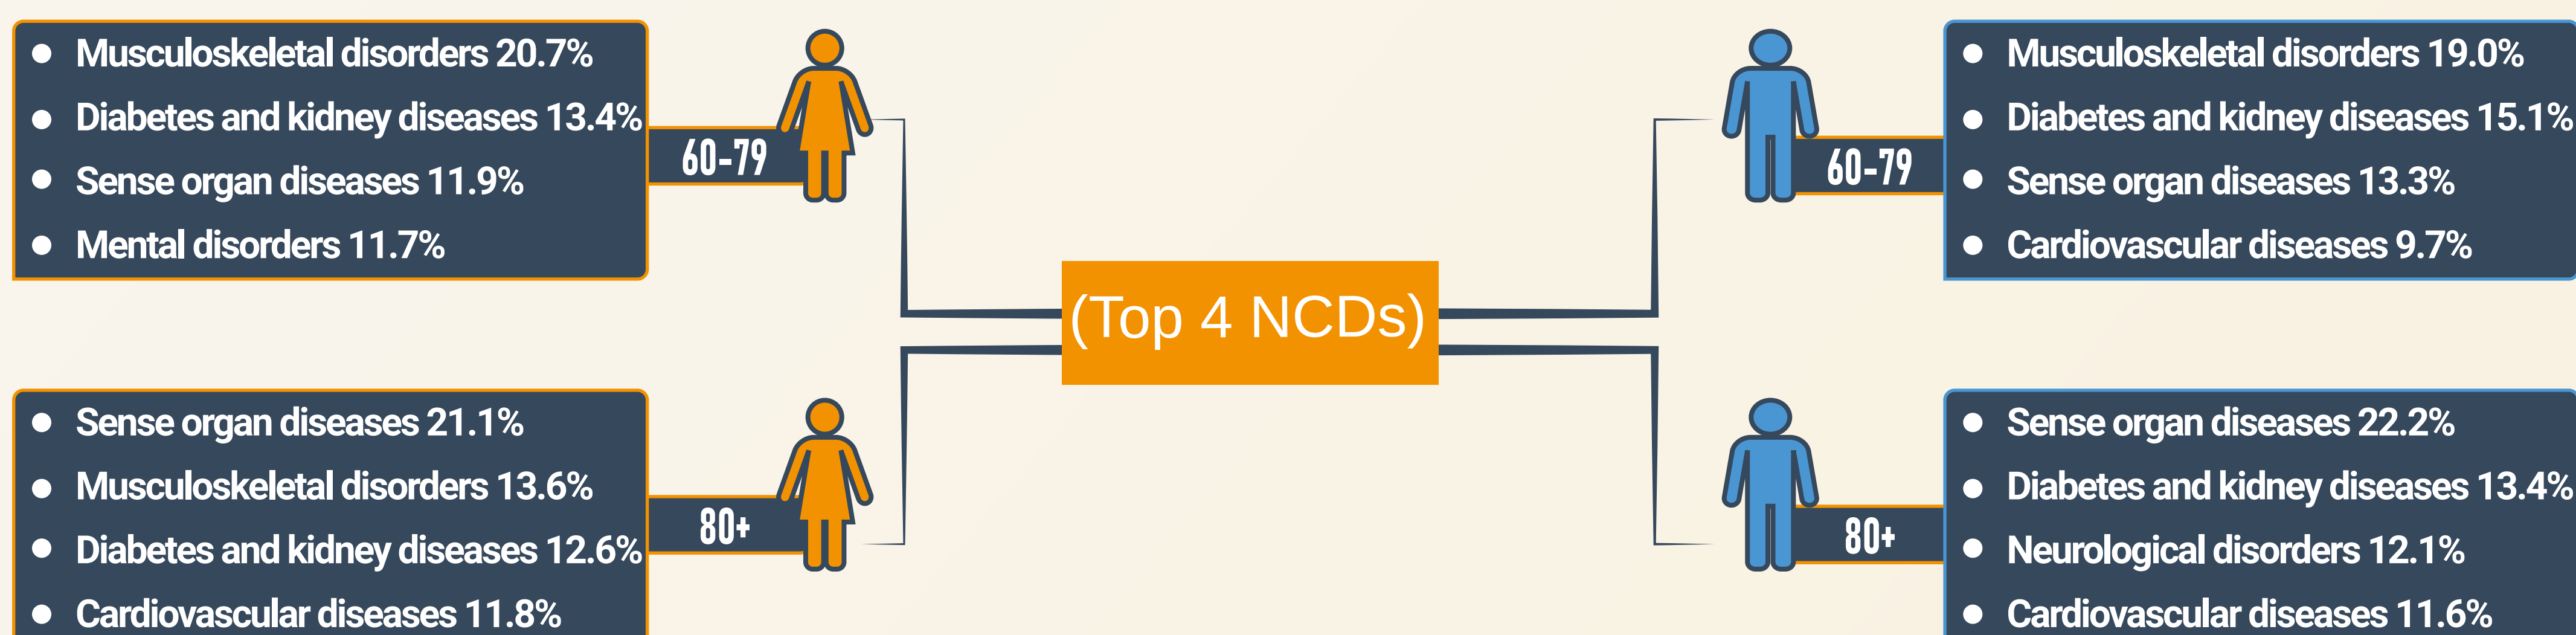 Musculoskeletal disorders 20.7%
Diabetes and kidney diseases 13.4%
Sense organ diseases 11.9%
Mental disorders 11.7%
60-79
60-79
Musculoskeletal disorders 19.0%
Diabetes and kidney diseases 15.1%
Sense organ diseases 13.3%
Cardiovascular diseases 9.7%
(Top 4 NCDs)
Sense organ diseases 21.1%
Musculoskeletal disorders 13.6%
Diabetes and kidney diseases 12.6%
Cardiovascular diseases 11.8%
80+
80+
Sense organ diseases 22.2%
Diabetes and kidney diseases 13.4%
Neurological disorders 12.1%
Cardiovascular diseases 11.6%